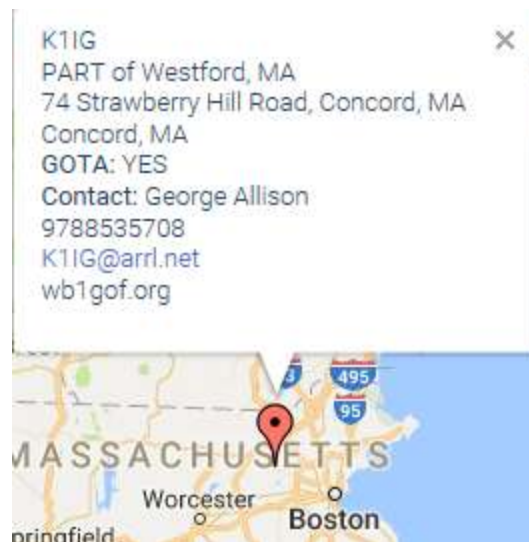 K1IG
PART of Westford, MA
74 Strawberry Hill Road, Concord, MA
Concord, MA
GOTA: YES
Contact: George Allison
9788535708
K1IG@arrl.net
wb1gof.org
3
495
95
MASSACHUSETTS
Worcester
Boston
pringfield